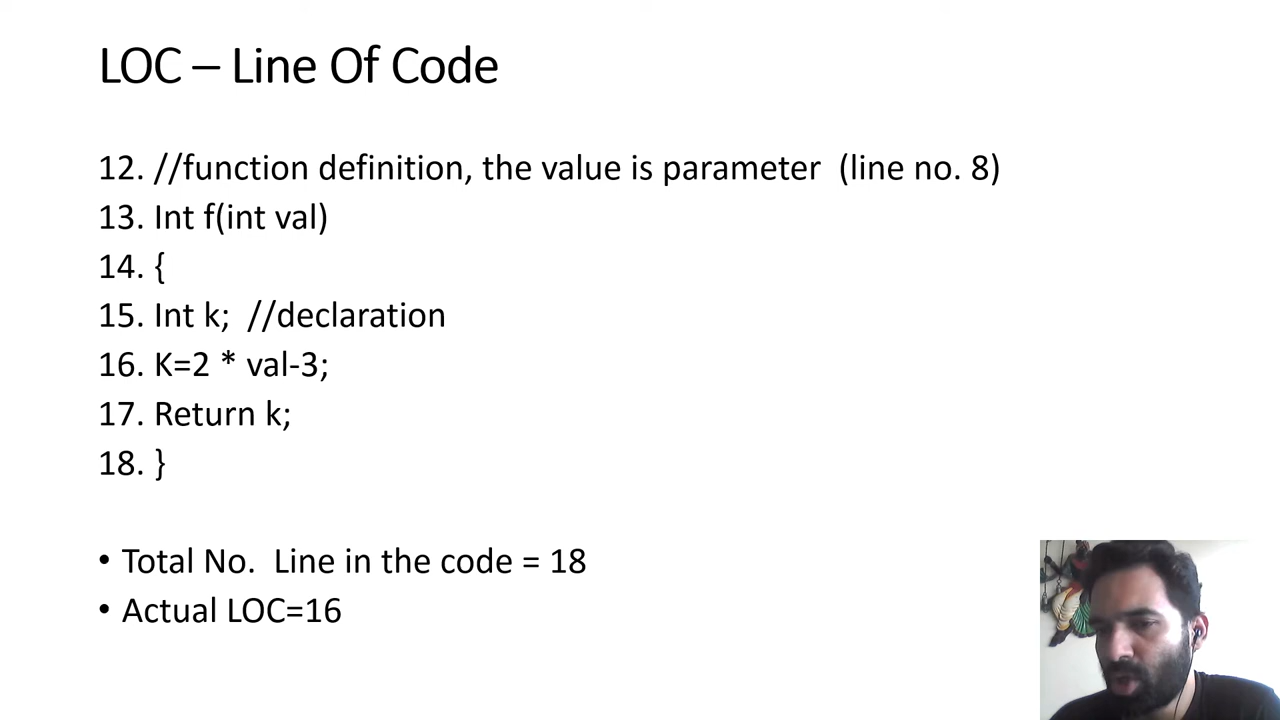 LOC – Line Of Code
12. //function definition, the value is parameter (line no. 8)
13. Int f(int val)
14. {
15. Int k; //declaration
16. K=2 * val-3;
17. Return k;
18. }
• Total No. Line in the code = 18
• Actual LOC=16